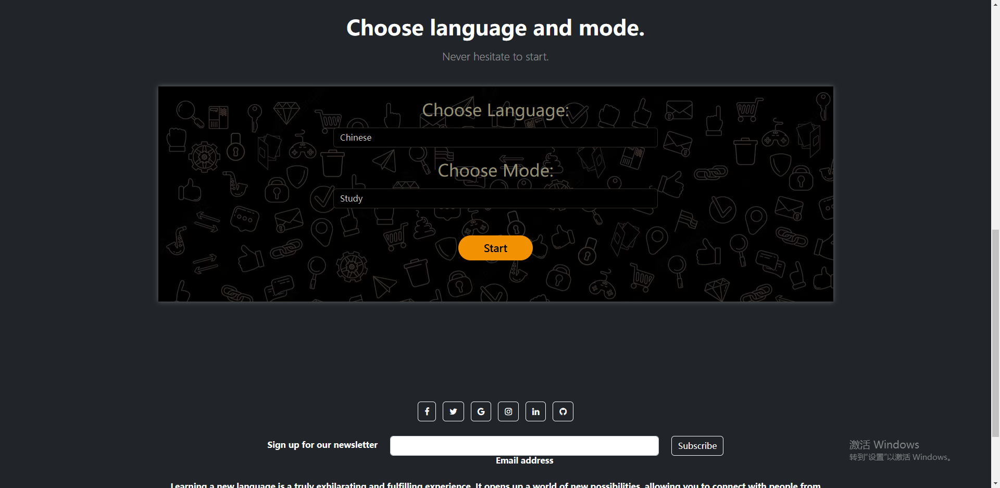 Choose language and mode.
Never hesitate to start.
Choose Language:
Chinese
Choose Mode:
Study
Start
Sign up for our newsletter
Subscribe
Email address
激活 Windows
转到“设置”以激活 Windows。
Learning a new language is a truly exhilarating and fulfilling experience. It opens up a world of new possibilities, allowing you to connect with people from